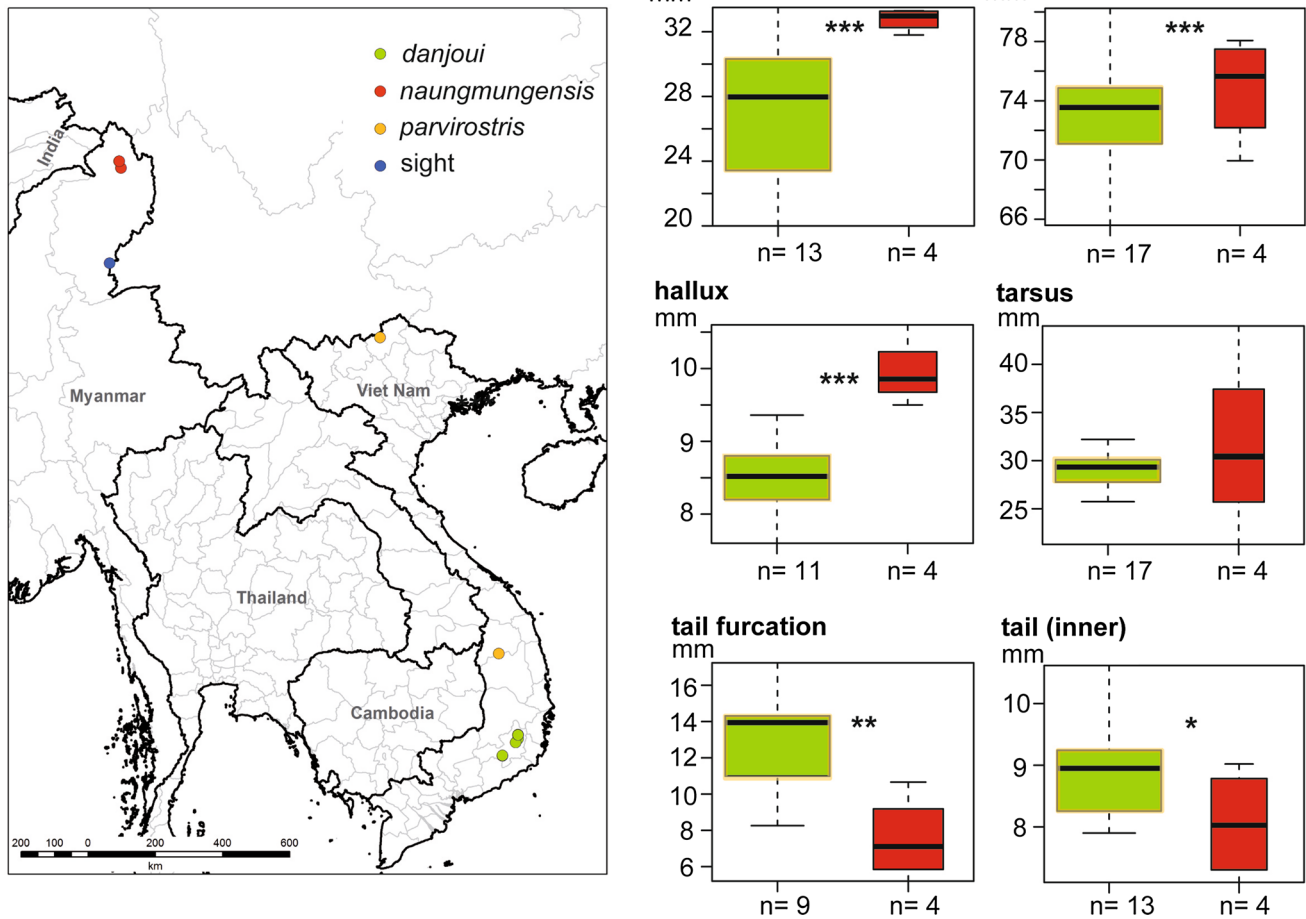 danjoui
naungmungensis
parvirostris
sight
India
Myanmar
Viet Nam
Thailand
Cambodia
200 100 0 200 400 600
km
32
28
24
20
***
n= 13 n= 4
78
74
70
66
***
n= 17 n= 4
hallux
mm
10
9
8
***
n= 11 n= 4
tarsus
mm
40
35
30
25
n= 17 n= 4
tail furcation
mm
16
14
12
10
8
6
**
n= 9 n= 4
tail (inner)
mm
10
9
8
*
n= 13 n= 4